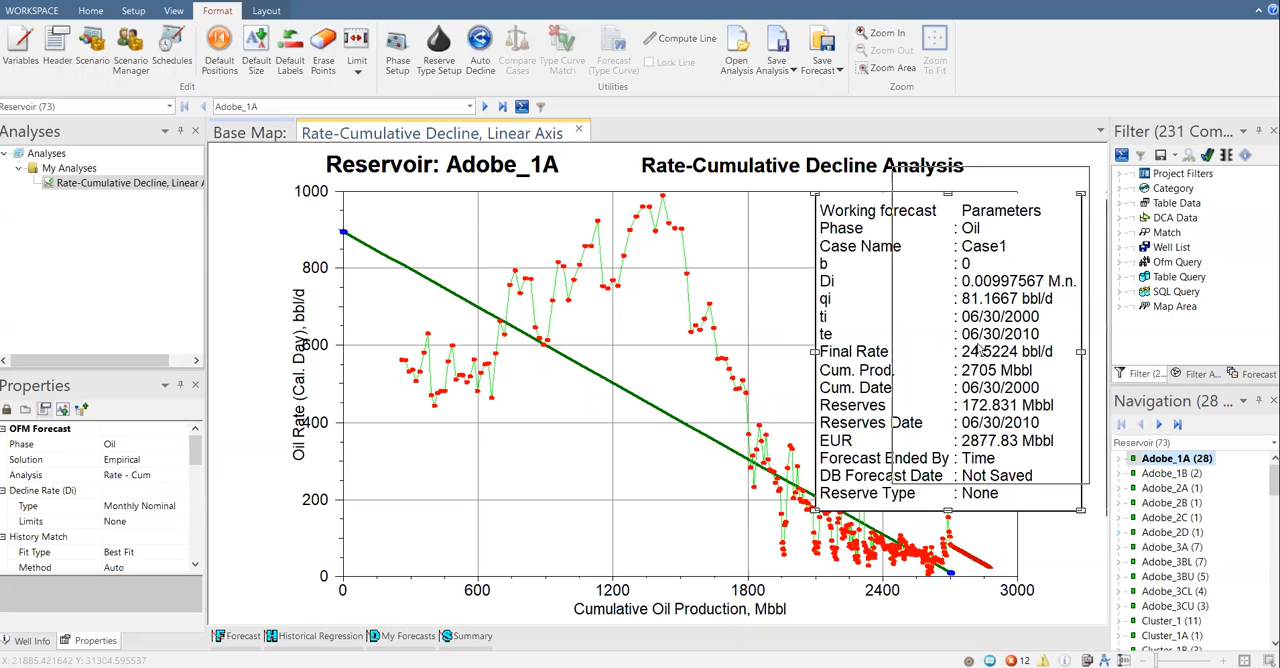 WORKSPACE Home Setup View Format Layout
Variables Header Scenario Scenario Manager Schedules Default Positions Default Size Default Labels Erase Points Limit Phase Setup Reserve Type Setup Auto Decline Compare Cases Type Curve Match Forecast (Type Curve) Compute Line Lock Line Open Analysis Save Analysis Save Forecast Zoom In Zoom Out Zoom Area Zoom To Fit
Edit Utilities Zoom
Reservoir (73) Adobe_1A
Analyses
Analyses
My Analyses
Rate-Cumulative Decline, Linear A
Properties
OFM Forecast
Phase Oil
Solution Empirical
Analysis Rate - Cum
Decline Rate (Di)
Type Monthly Nominal
Limits None
History Match
Fit Type Best Fit
Method Auto
Well Info Properties
X: 21885.421642 Y: 31304.595537
Base Map: Rate-Cumulative Decline, Linear Axis
Reservoir: Adobe_1A Rate-Cumulative Decline Analysis
Oil Rate (Cal. Day), bbl/d
1000
800
600
400
200
0
0 600 1200 1800 2400 3000
Cumulative Oil Production, Mbbl
Working forecast Parameters
Phase : Oil
Case Name : Case1
b : 0
Di : 0.00997567 M.n.
qi : 81.1667 bbl/d
ti : 06/30/2000
te : 06/30/2010
Final Rate : 24.5224 bbl/d
Cum. Prod. : 2705 Mbbl
Cum. Date : 06/30/2000
Reserves : 172.831 Mbbl
Reserves Date : 06/30/2010
EUR : 2877.83 Mbbl
Forecast Ended By : Time
DB Forecast Date : Not Saved
Reserve Type : None
Forecast Historical Regression My Forecasts Summary
Filter (231 Com...
Project Filters
Category
Table Data
DCA Data
Match
Well List
Ofm Query
Table Query
SQL Query
Map Area
Filter (2... Filter A... Forecast
Navigation (28 ...
Reservoir (73)
Adobe_1A (28)
Adobe_1B (2)
Adobe_2A (1)
Adobe_2B (1)
Adobe_2C (1)
Adobe_2D (1)
Adobe_3A (7)
Adobe_3BL (7)
Adobe_3BU (5)
Adobe_3CL (4)
Adobe_3CU (3)
Cluster_1 (11)
Cluster_1A (1)
12